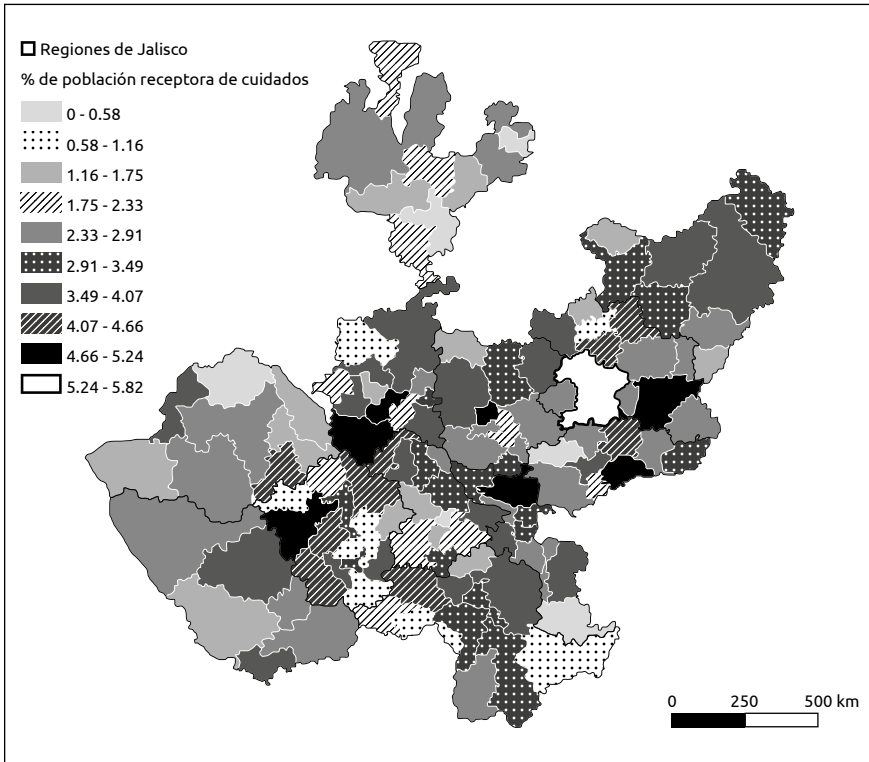 Regiones de Jalisco
% de población receptora de cuidados
0 - 0.58
0.58 - 1.16
1.16 - 1.75
1.75 - 2.33
2.33 - 2.91
2.91 - 3.49
3.49 - 4.07
4.07 - 4.66
4.66 - 5.24
5.24 - 5.82
0 250 500 km